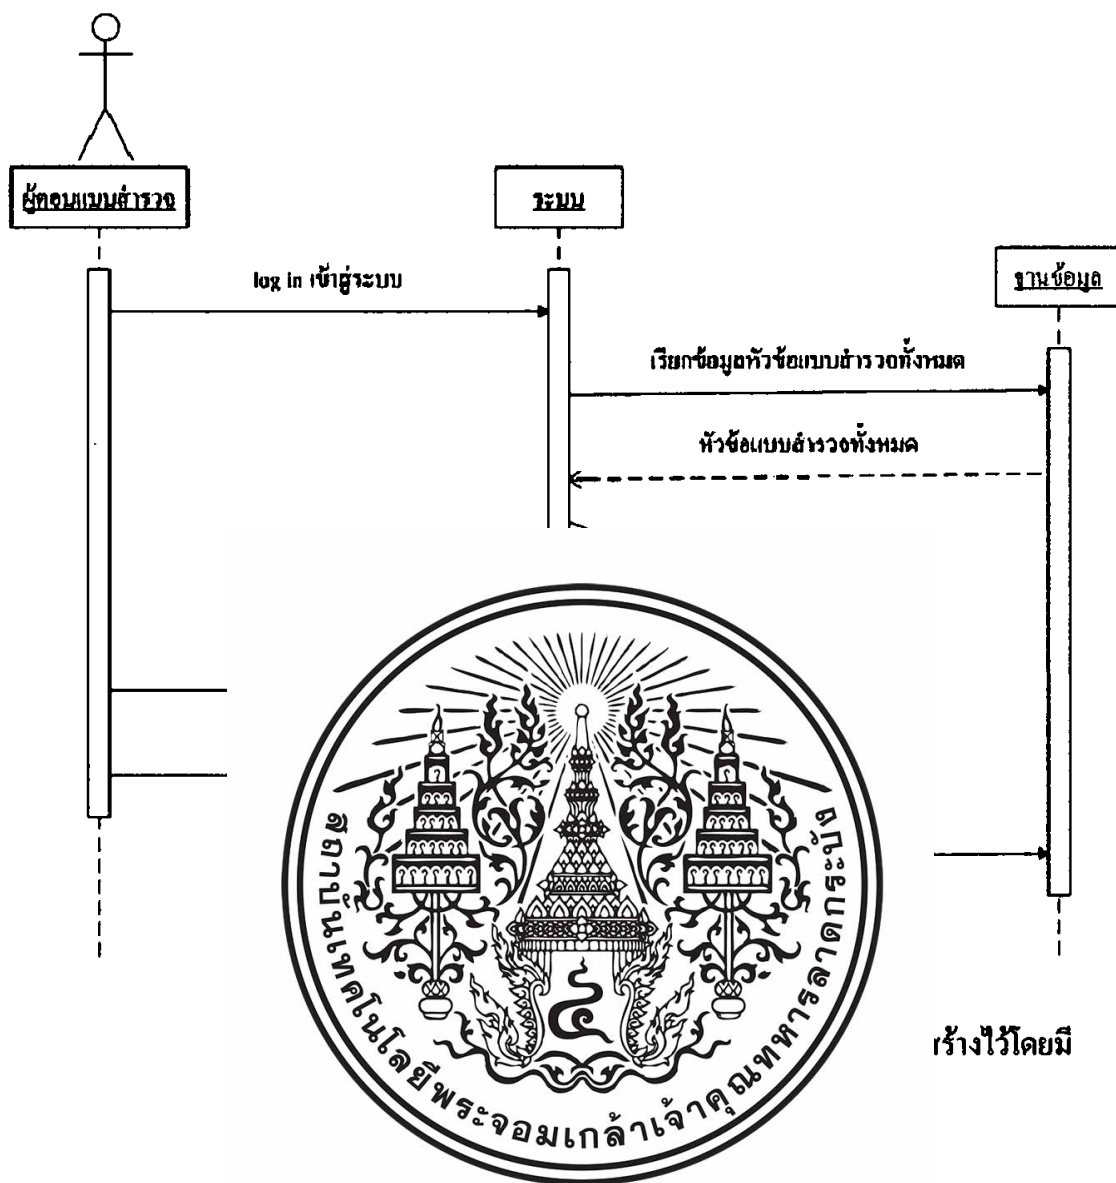 ผู้ตอบแบบสำรวจ
ระบบ
log in เข้าสู่ระบบ
ฐานข้อมูล
เรียกข้อมูลหัวข้อแบบสำรวจทั้งหมด
หัวข้อแบบสำรวจทั้งหมด
สถาบันเทคโนโลยีพระจอมเกล้าเจ้าคุณทหารลาดกระบัง
สร้างไว้โดยมี